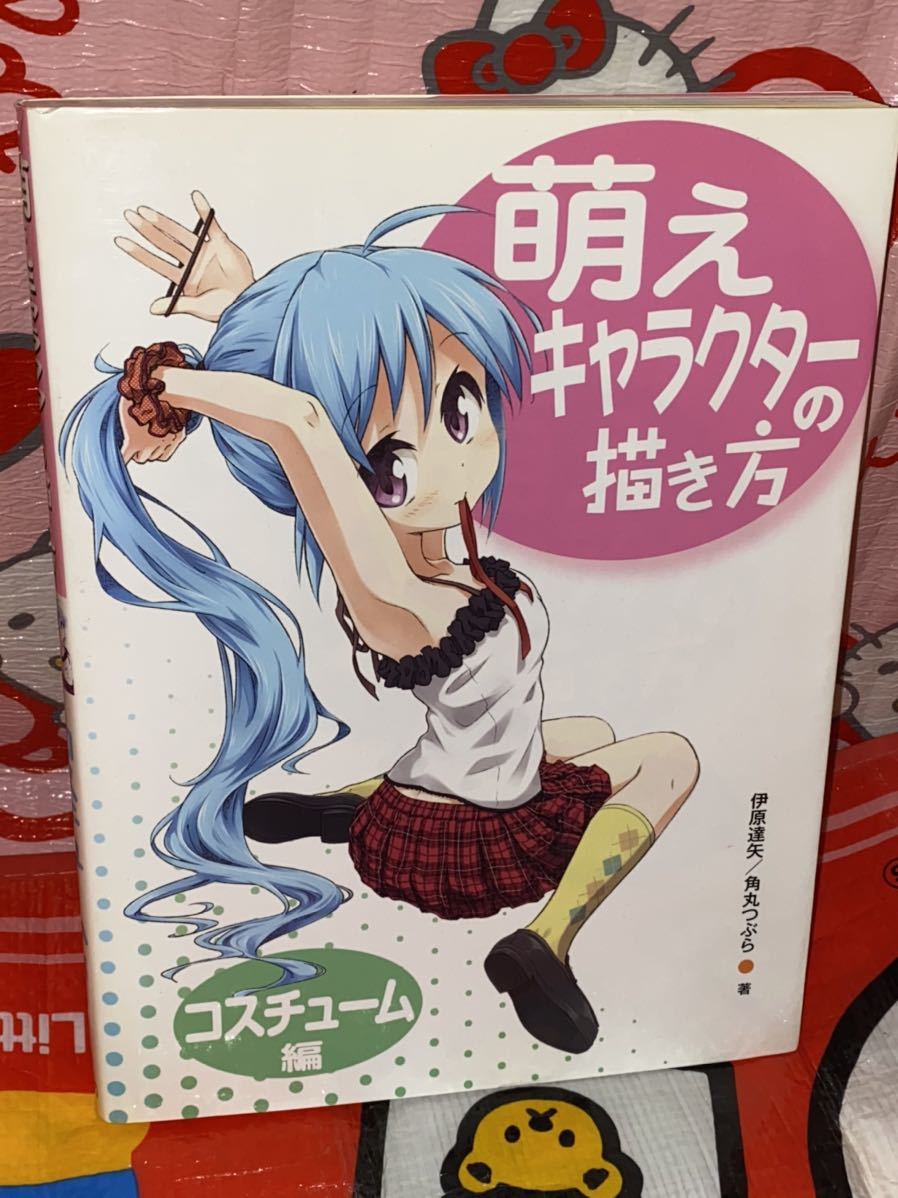 萌え
キャラクターの
描き方
伊原達矢／角丸つぶら●著
コスチューム
編
Litt